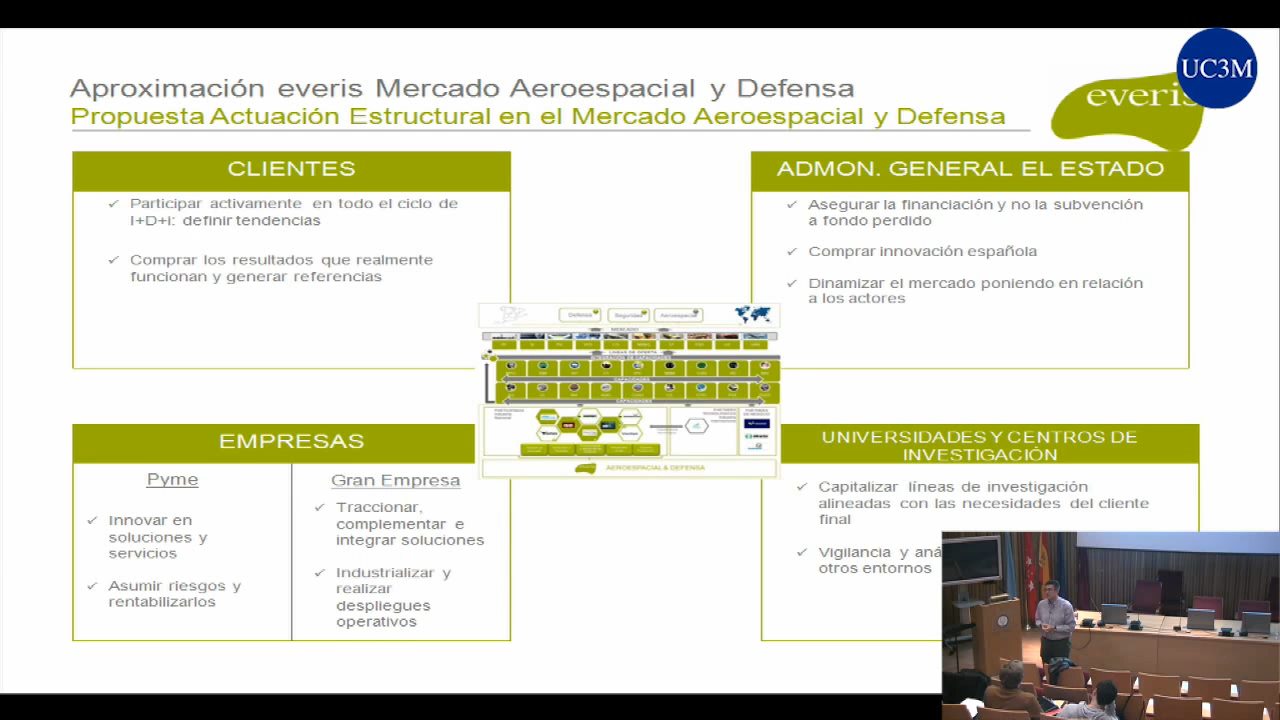 Aproximación everis Mercado Aeroespacial y Defensa
Propuesta Actuación Estructural en el Mercado Aeroespacial y Defensa
everis
UC3M
CLIENTES
✓ Participar activamente en todo el ciclo de
I+D+i: definir tendencias
✓ Comprar los resultados que realmente
funcionan y generar referencias
ADMON. GENERAL EL ESTADO
✓ Asegurar la financiación y no la subvención
a fondo perdido
✓ Comprar innovación española
✓ Dinamizar el mercado poniendo en relación
a los actores
Defensa
Seguridad
Aeroespacial
MERCADO
CAPACIDADES
CAPACIDADES
AEROESPACIAL & DEFENSA
EMPRESAS
Pyme
✓ Innovar en
soluciones y
servicios
✓ Asumir riesgos y
rentabilizarlos
Gran Empresa
✓ Traccionar,
complementar e
integrar soluciones
✓ Industrializar y
realizar
despliegues
operativos
UNIVERSIDADES Y CENTROS DE
INVESTIGACIÓN
✓ Capitalizar líneas de investigación
alineadas con las necesidades del cliente
final
✓ Vigilancia y
otros entornos